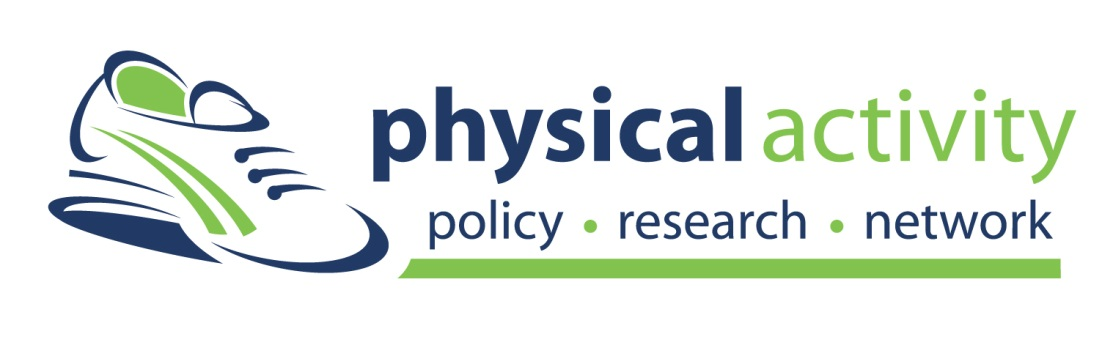 physical activity
policy • research • network